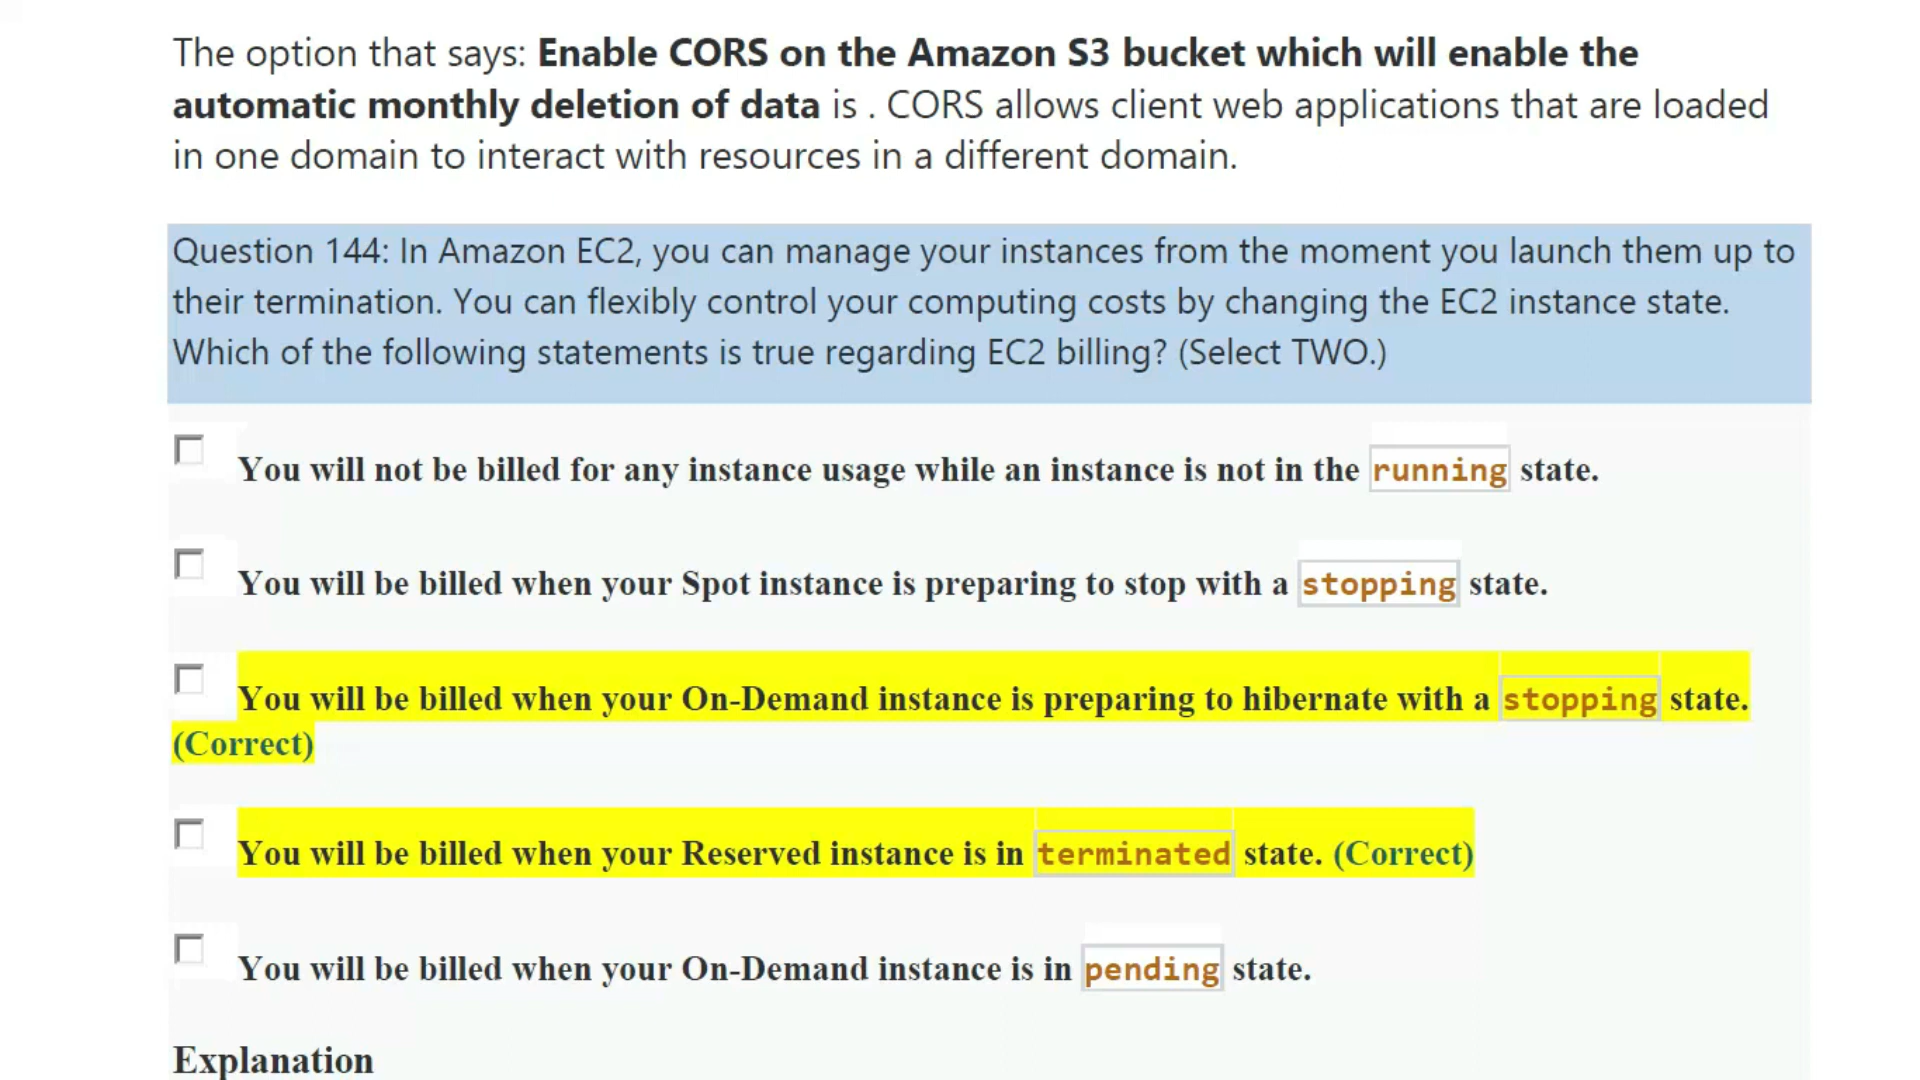 The option that says: Enable CORS on the Amazon S3 bucket which will enable the
automatic monthly deletion of data is . CORS allows client web applications that are loaded
in one domain to interact with resources in a different domain.
Question 144: In Amazon EC2, you can manage your instances from the moment you launch them up to
their termination. You can flexibly control your computing costs by changing the EC2 instance state.
Which of the following statements is true regarding EC2 billing? (Select TWO.)
You will not be billed for any instance usage while an instance is not in the running state.
You will be billed when your Spot instance is preparing to stop with a stopping state.
You will be billed when your On-Demand instance is preparing to hibernate with a stopping state.
(Correct)
You will be billed when your Reserved instance is in terminated state. (Correct)
You will be billed when your On-Demand instance is in pending state.
Explanation